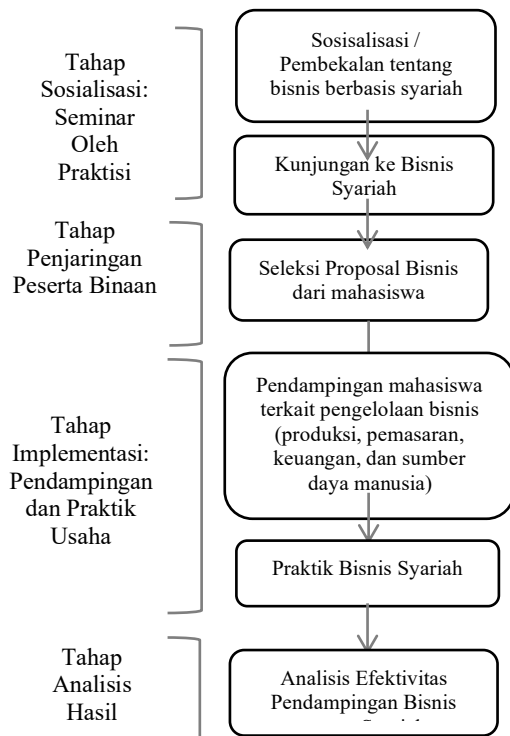 Tahap
Sosialisasi:
Seminar
Oleh
Praktisi
Sosisalisasi /
Pembekalan tentang
bisnis berbasis syariah
Kunjungan ke Bisnis
Syariah
Tahap
Penjaringan
Peserta Binaan
Seleksi Proposal Bisnis
dari mahasiswa
Tahap
Implementasi:
Pendampingan
dan Praktik
Usaha
Pendampingan mahasiswa
terkait pengelolaan bisnis
(produksi, pemasaran,
keuangan, dan sumber
daya manusia)
Praktik Bisnis Syariah
Tahap
Analisis
Hasil
Analisis Efektivitas
Pendampingan Bisnis